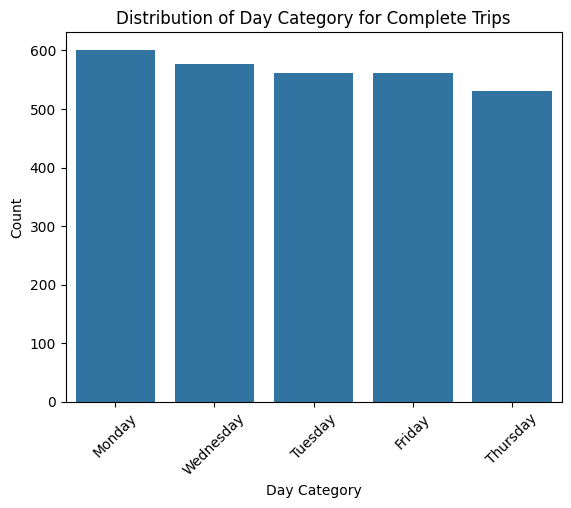 Distribution of Day Category for Complete Trips
600
500
400
300
200
100
0
Count
Monday
Wednesday
Tuesday
Friday
Thursday
Day Category